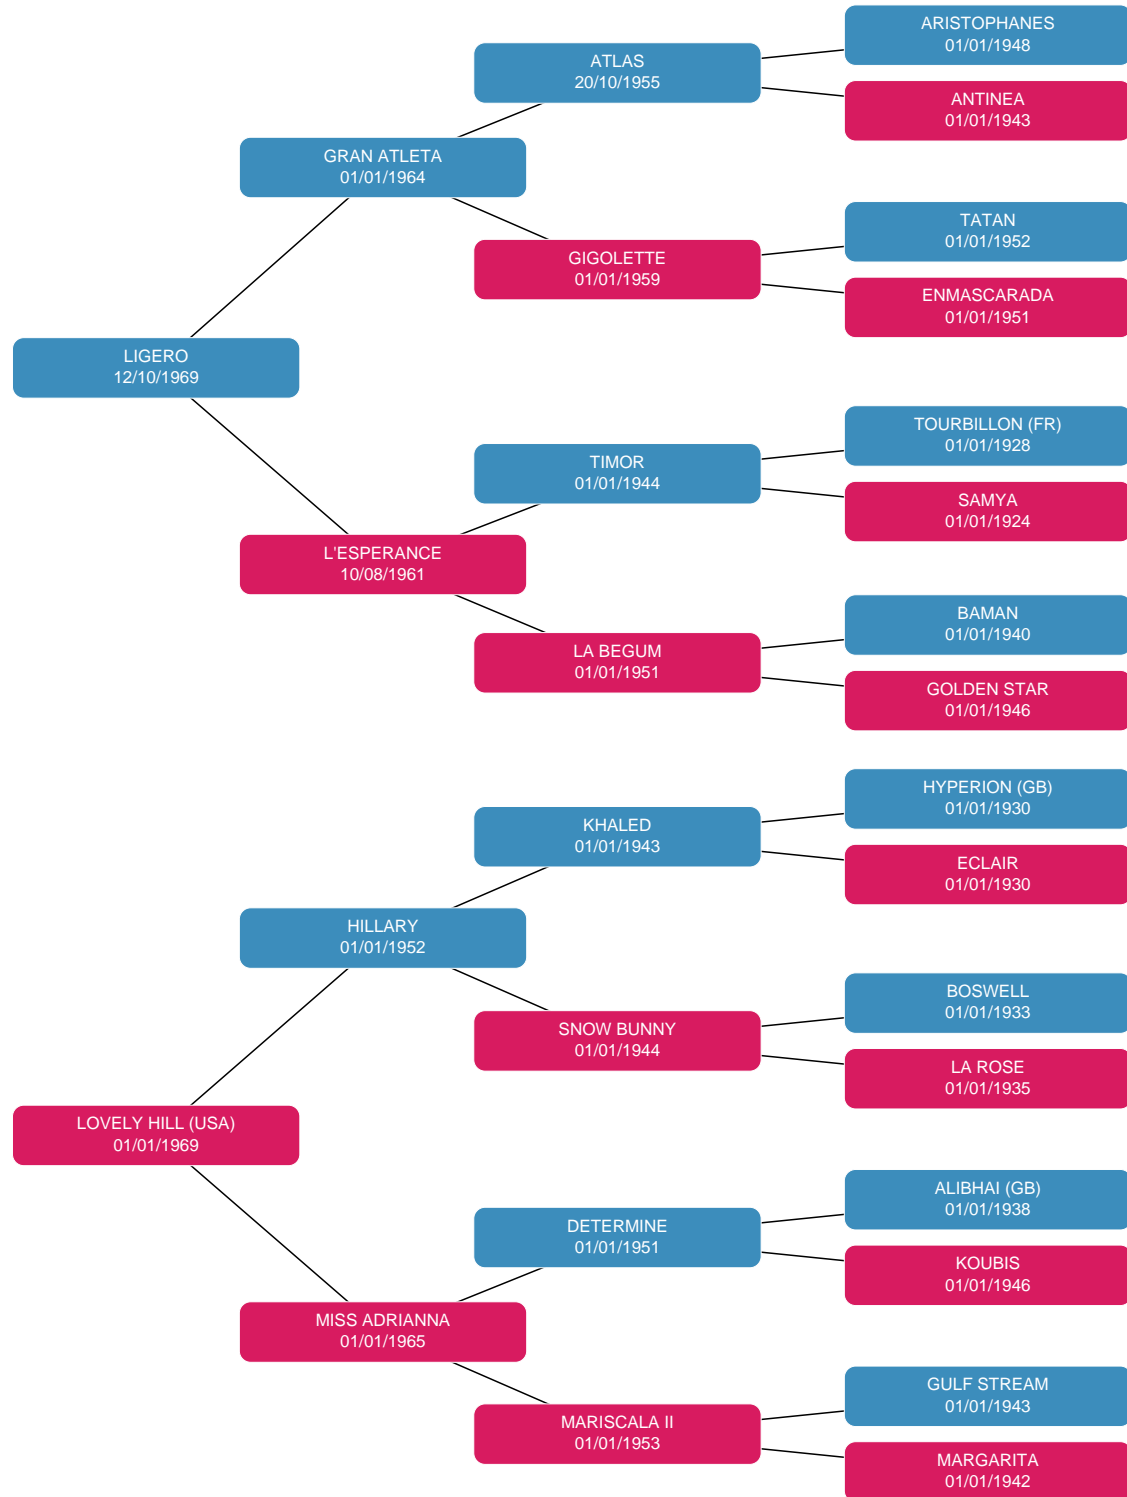 ARISTOPHANES
01/01/1948
ATLAS
20/10/1955
ANTINEA
01/01/1943
GRAN ATLETA
01/01/1964
TATAN
01/01/1952
GIGOLETTE
01/01/1959
ENMASCARADA
01/01/1951
LIGERO
12/10/1969
TOURBILLON (FR)
01/01/1928
TIMOR
01/01/1944
SAMYA
01/01/1924
L'ESPERANCE
10/08/1961
BAMAN
01/01/1940
LA BEGUM
01/01/1951
GOLDEN STAR
01/01/1946
HYPERION (GB)
01/01/1930
KHALED
01/01/1943
ECLAIR
01/01/1930
HILLARY
01/01/1952
BOSWELL
01/01/1933
SNOW BUNNY
01/01/1944
LA ROSE
01/01/1935
LOVELY HILL (USA)
01/01/1969
ALIBHAI (GB)
01/01/1938
DETERMINE
01/01/1951
KOUBIS
01/01/1946
MISS ADRIANNA
01/01/1965
GULF STREAM
01/01/1943
MARISCALA II
01/01/1953
MARGARITA
01/01/1942